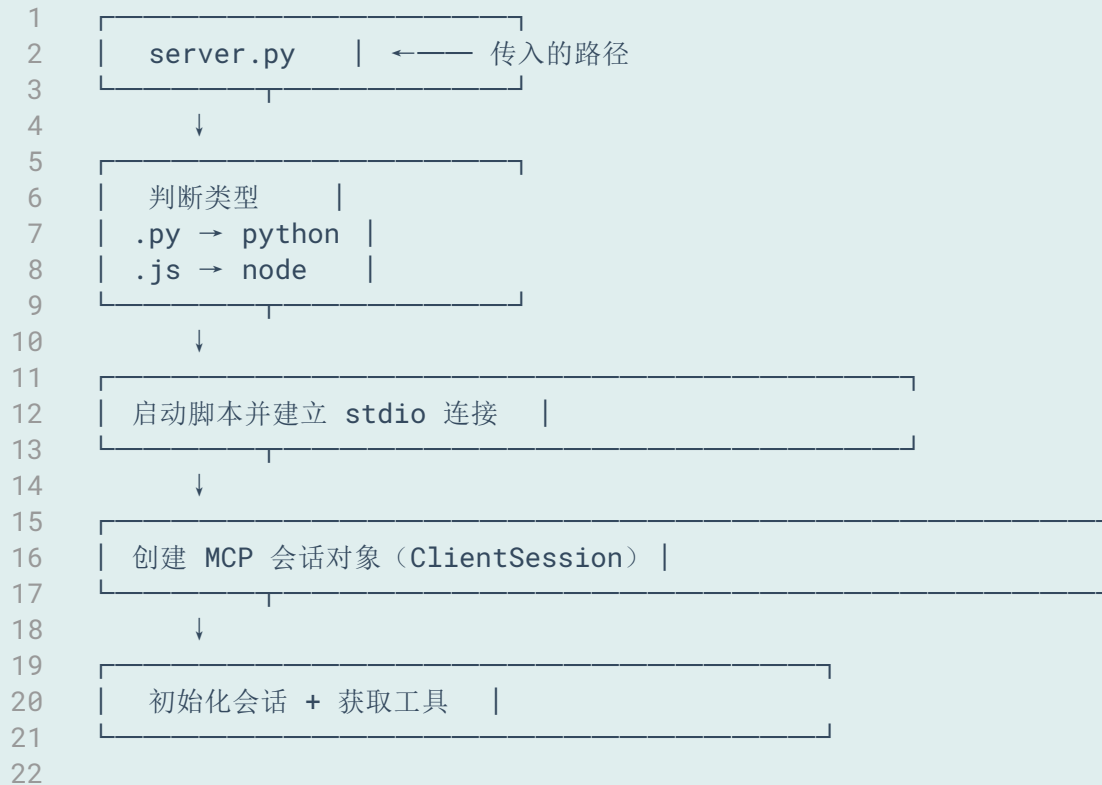 1 ┌──────────────┐
2 │  server.py   │ ←── 传入的路径
3 └─────┬────────┘
4       ↓
5 ┌──────────────┐
6 │  判断类型     │
7 │ .py → python │
8 │ .js → node   │
9 └─────┬────────┘
10       ↓
11 ┌────────────────────────────┐
12 │ 启动脚本并建立 stdio 连接   │
13 └─────┬──────────────────────┘
14       ↓
15 ┌───────────────────────────────────
16 │ 创建 MCP 会话对象（ClientSession）│
17 └─────┬─────────────────────────────
18       ↓
19 ┌─────────────────────────┐
20 │  初始化会话 + 获取工具   │
21 └─────────────────────────┘
22